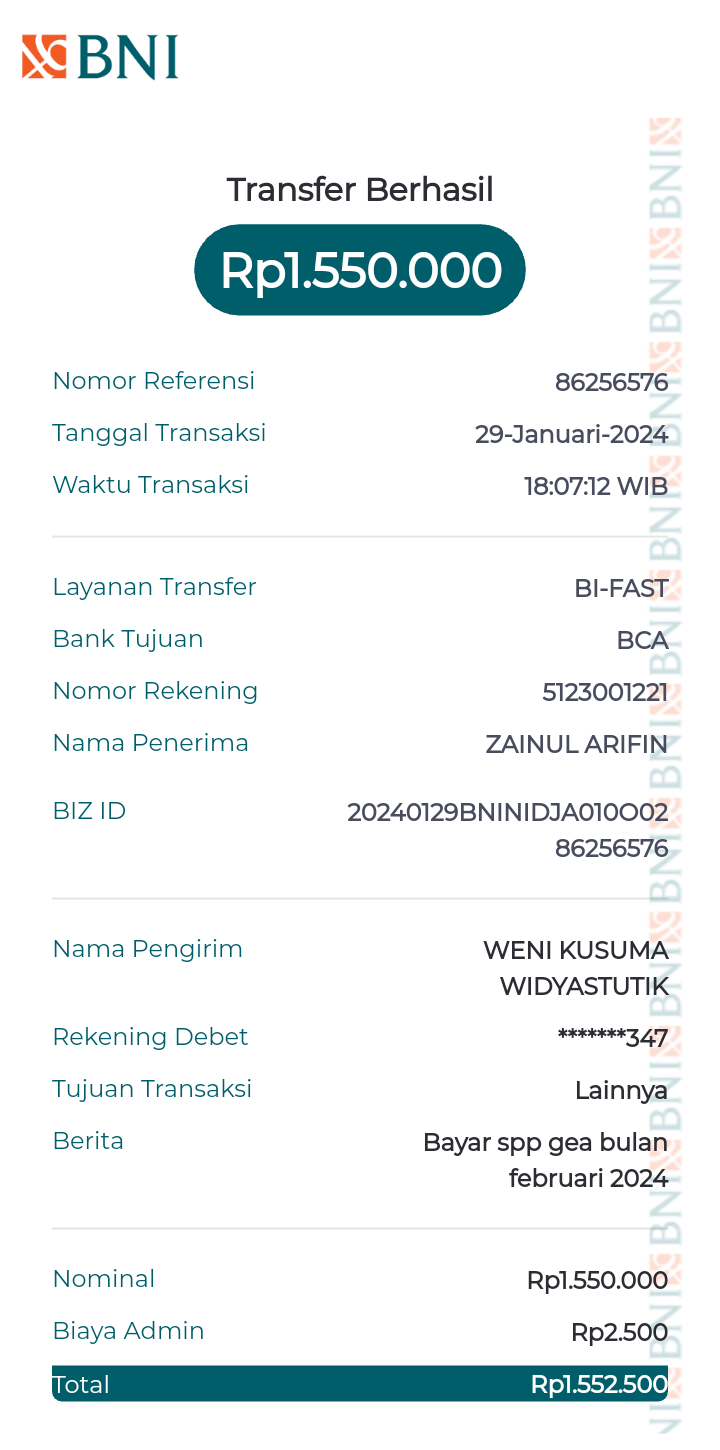 BNI
Transfer Berhasil
Rp1.550.000
Nomor Referensi 86256576
Tanggal Transaksi 29-Januari-2024
Waktu Transaksi 18:07:12 WIB
Layanan Transfer BI-FAST
Bank Tujuan BCA
Nomor Rekening 5123001221
Nama Penerima ZAINUL ARIFIN
BIZ ID 20240129BNINIDJA010O02
86256576
Nama Pengirim WENI KUSUMA
WIDYASTUTIK
Rekening Debet *******347
Tujuan Transaksi Lainnya
Berita Bayar spp gea bulan
februari 2024
Nominal Rp1.550.000
Biaya Admin Rp2.500
Total Rp1.552.500
BNI BNI BNI BNI BNI BNI BNI BNI BNI BNI BNI